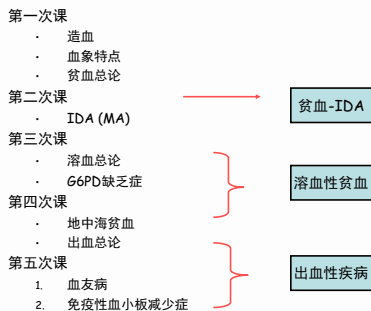 第一次课
· 造血
· 血象特点
· 贫血总论
第二次课
· IDA (MA)
第三次课
· 溶血总论
· G6PD缺乏症
第四次课
· 地中海贫血
· 出血总论
第五次课
1. 血友病
2. 免疫性血小板减少症
贫血-IDA
溶血性贫血
出血性疾病